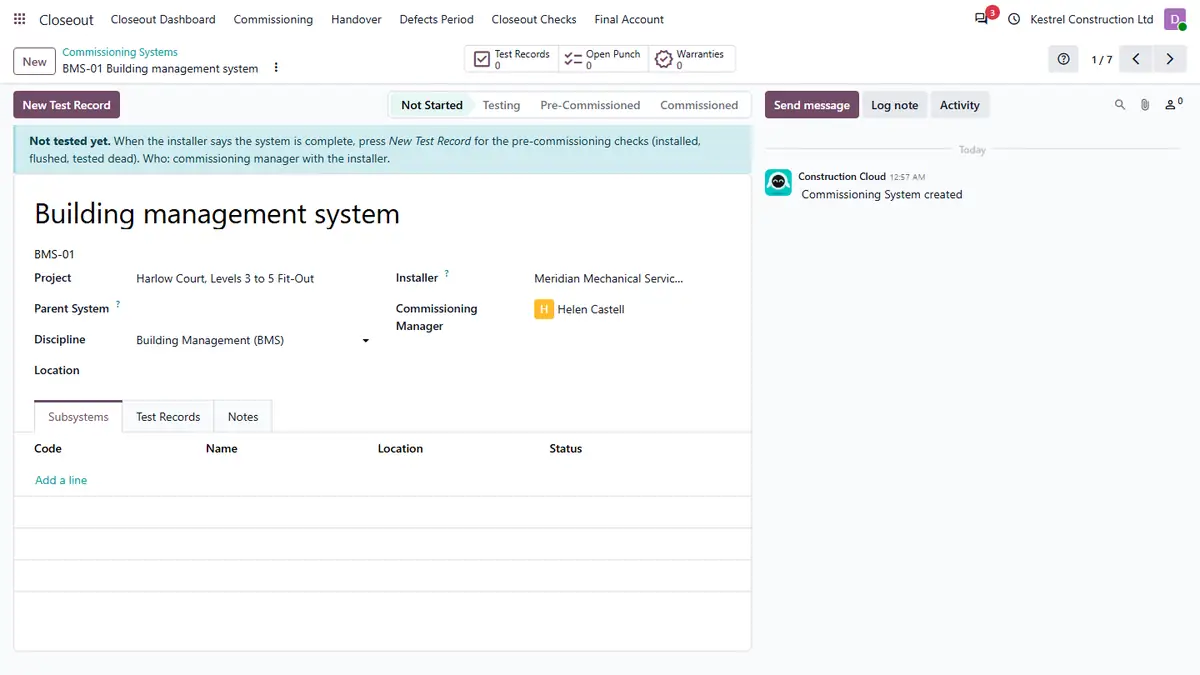 Closeout Closeout Dashboard Commissioning Handover Defects Period Closeout Checks Final Account 3 Kestrel Construction Ltd D
New
Commissioning Systems
BMS-01 Building management system
Test Records
0
Open Punch
0
Warranties
0
1 / 7
New Test Record
Not Started Testing Pre-Commissioned Commissioned
Send message Log note Activity 0
Not tested yet. When the installer says the system is complete, press New Test Record for the pre-commissioning checks (installed,
flushed, tested dead). Who: commissioning manager with the installer.
Today
Construction Cloud 12:57 AM
Commissioning System created
Building management system
BMS-01
Project Harlow Court, Levels 3 to 5 Fit-Out
Installer ? Meridian Mechanical Servic...
Parent System ?
Commissioning
Manager
H Helen Castell
Discipline Building Management (BMS)
Location
Subsystems Test Records Notes
Code Name Location Status
Add a line